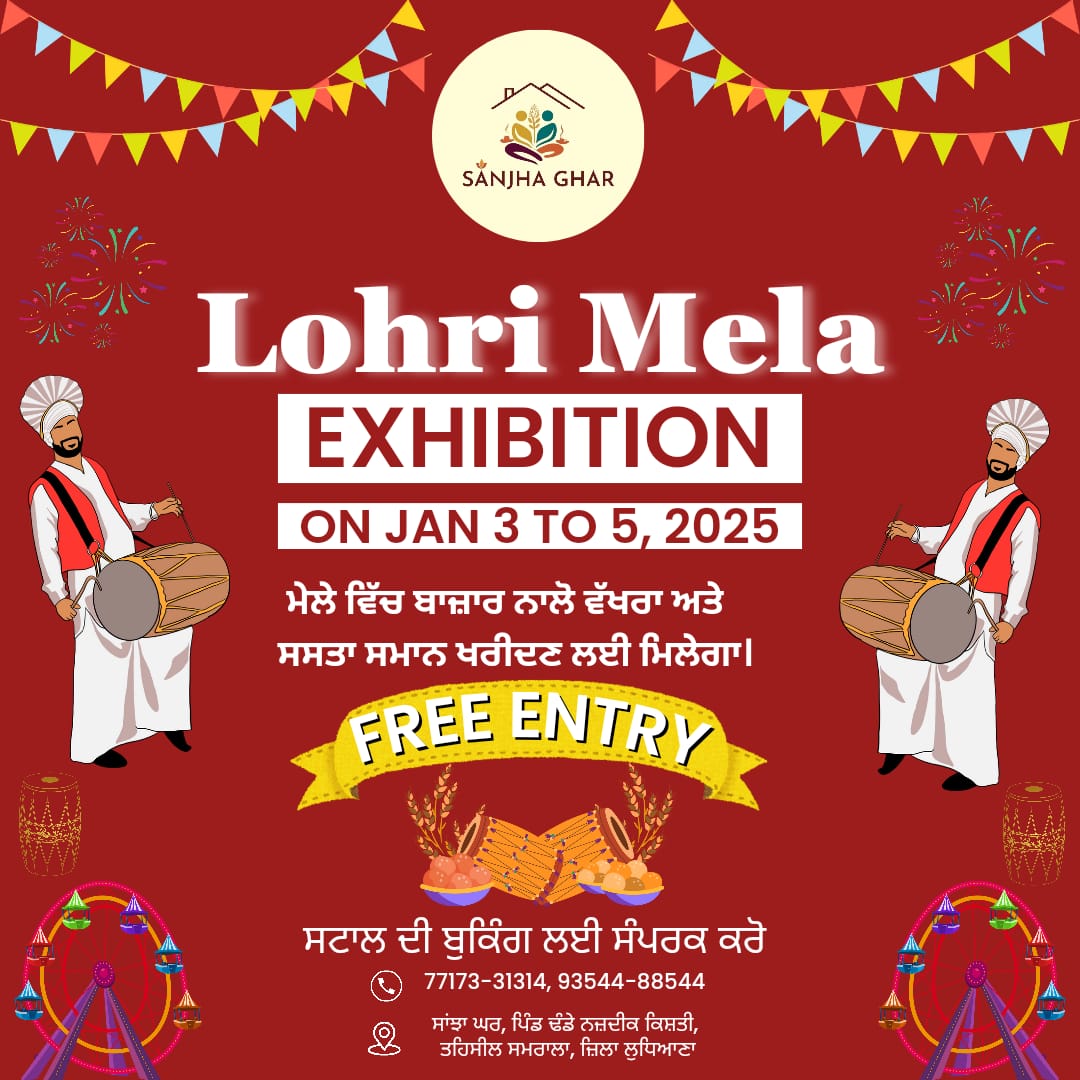 SANJHA GHAR
Lohri Mela
EXHIBITION
ON JAN 3 TO 5, 2025
ਮੇਲੇ ਵਿੱਚ ਬਾਜ਼ਾਰ ਨਾਲੋ ਵੱਖਰਾ ਅਤੇ
ਸਸਤਾ ਸਮਾਨ ਖਰੀਦਣ ਲਈ ਮਿਲੇਗਾ।
FREE ENTRY
ਸਟਾਲ ਦੀ ਬੁਕਿੰਗ ਲਈ ਸੰਪਰਕ ਕਰੋ
77173-31314, 93544-88544
ਸਾਂਝਾ ਘਰ, ਪਿੰਡ ਢੰਡੇ ਨਜ਼ਦੀਕ ਕਿਸ਼ਤੀ,
ਤਹਿਸੀਲ ਸਮਰਾਲਾ, ਜ਼ਿਲਾ ਲੁਧਿਆਣਾ